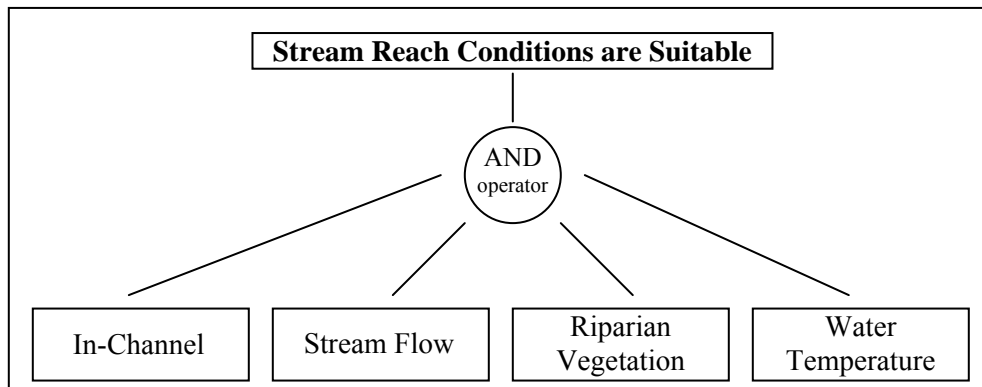 Stream Reach Conditions are Suitable
AND
operator
In-Channel
Stream Flow
Riparian
Vegetation
Water
Temperature